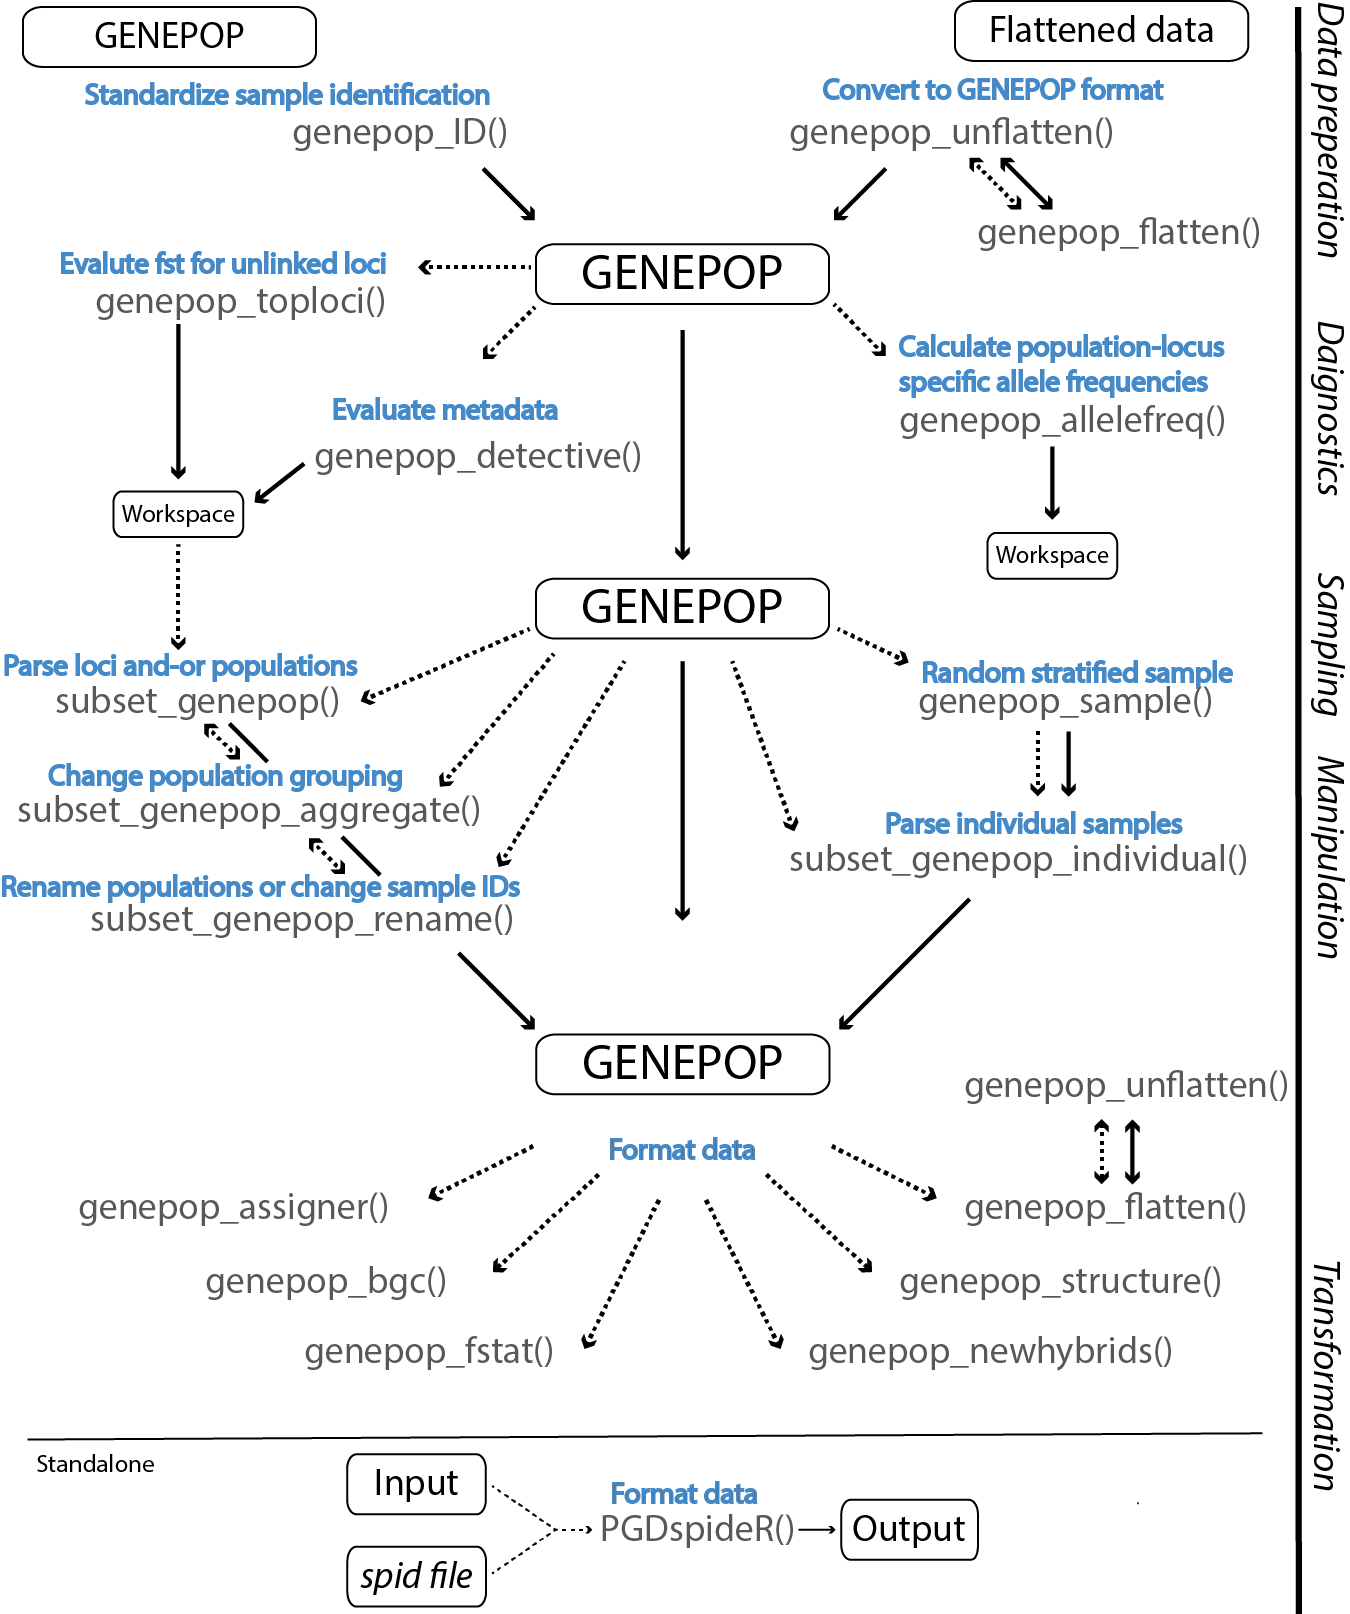 GENEPOP
Flattened data
Standardize sample identification
genepop_ID()
Convert to GENEPOP format
genepop_unflatten()
genepop_flatten()
Data preperation
GENEPOP
Evalute fst for unlinked loci
genepop_toploci()
Evaluate metadata
genepop_detective()
Calculate population-locus
specific allele frequencies
genepop_allelefreq()
Workspace
Workspace
Daignostics
GENEPOP
Parse loci and-or populations
subset_genepop()
Random stratified sample
genepop_sample()
Sampling
Change population grouping
subset_genepop_aggregate()
Parse individual samples
subset_genepop_individual()
Rename populations or change sample IDs
subset_genepop_rename()
Manipulation
GENEPOP
genepop_unflatten()
Format data
genepop_assigner()
genepop_flatten()
genepop_bgc()
genepop_structure()
genepop_fstat()
genepop_newhybrids()
Transformation
Standalone
Input
Format data
PGDspideR()
Output
spid file